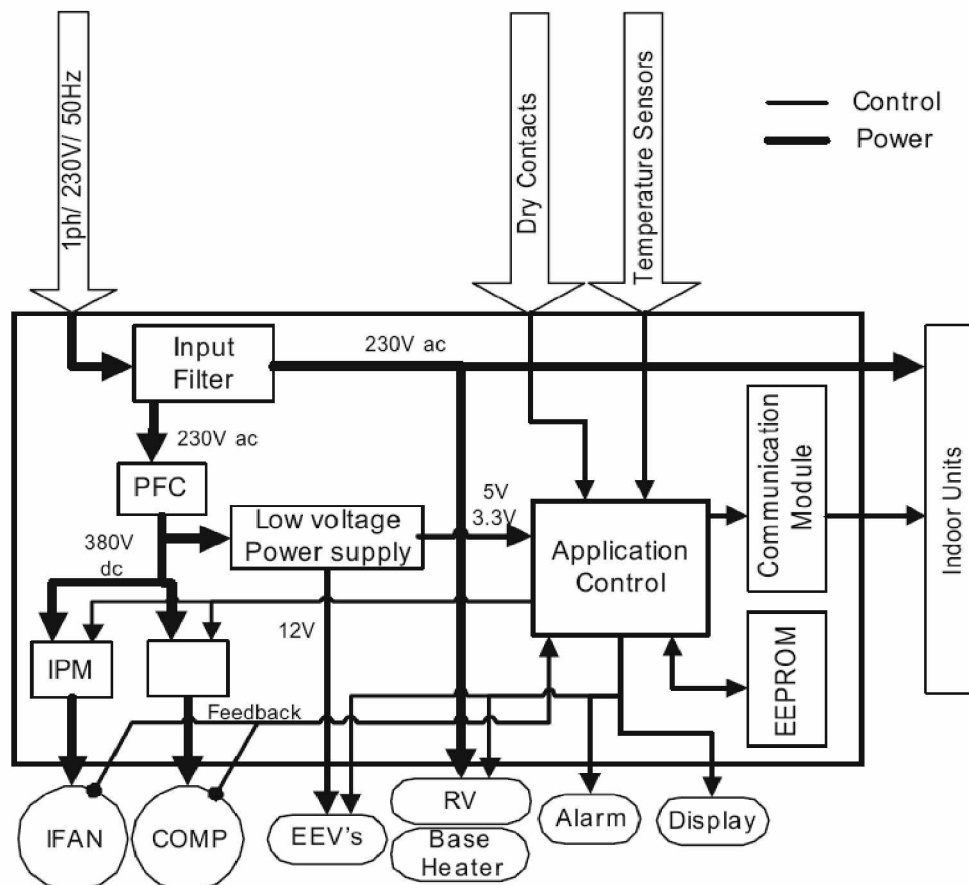 1ph/ 230V/ 50Hz
Dry Contacts
Temperature Sensors
Control
Power
Input
Filter
230V ac
230V ac
PFC
380V
dc
Low voltage
Power supply
5V
3.3V
12V
Application
Control
Communication
Module
EEPROM
Indoor Units
IPM
Feedback
IFAN
COMP
EEV's
RV
Base
Heater
Alarm
Display